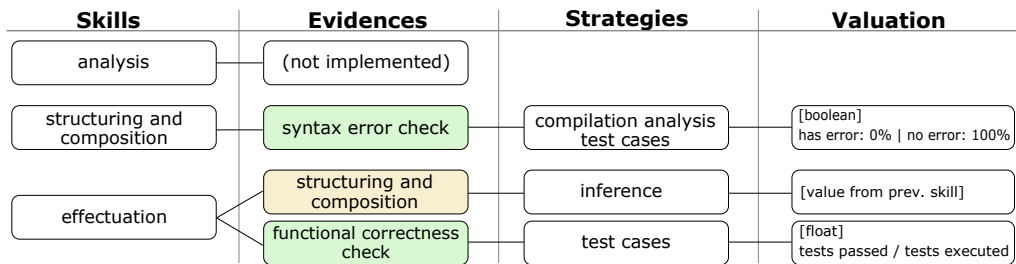 Skills
Evidences
Strategies
Valuation
analysis
(not implemented)
structuring and
composition
syntax error check
compilation analysis
test cases
[boolean]
has error: 0% | no error: 100%
effectuation
structuring and
composition
inference
[value from prev. skill]
functional correctness
check
test cases
[float]
tests passed / tests executed